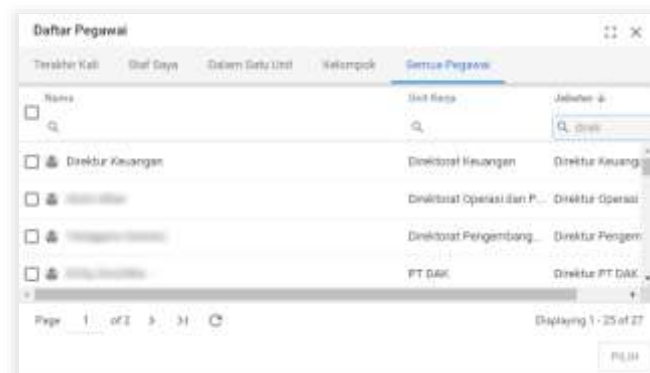 Daftar Pegawai
Terakhir Kali Staf Saya Dalam Satu Unit Kelompok Semua Pegawai
Nama Unit Kerja Jabatan ↓
direk
Direktur Keuangan Direktorat Keuangan Direktur Keuang
Direktorat Operasi dan P... Direktur Operasi
Direktorat Pengembang... Direktur Pengem
PT DAK Direktur PT DAK
Page 1 of 2 Displaying 1 - 25 of 27
PILIH